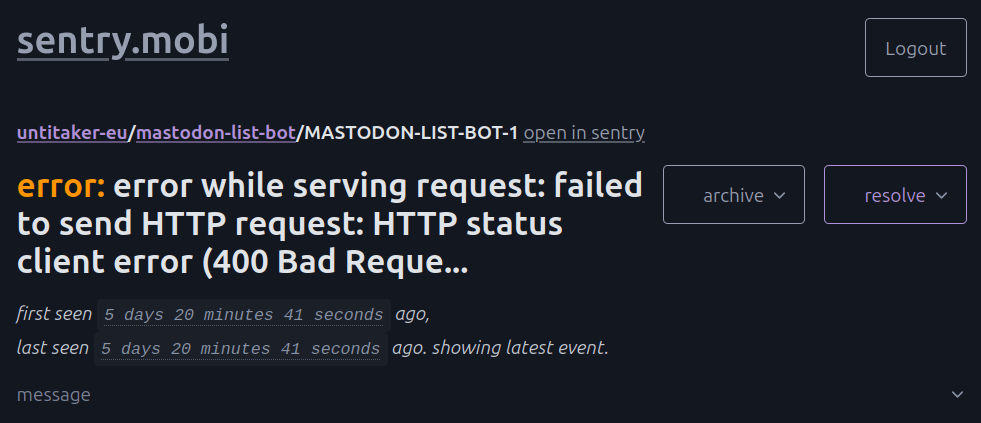 sentry.mobi
Logout
untitaker-eu/mastodon-list-bot/MASTODON-LIST-BOT-1 open in sentry
error: error while serving request: failed
to send HTTP request: HTTP status
client error (400 Bad Reque...
archive
resolve
first seen 5 days 20 minutes 41 seconds ago,
last seen 5 days 20 minutes 41 seconds ago. showing latest event.
message